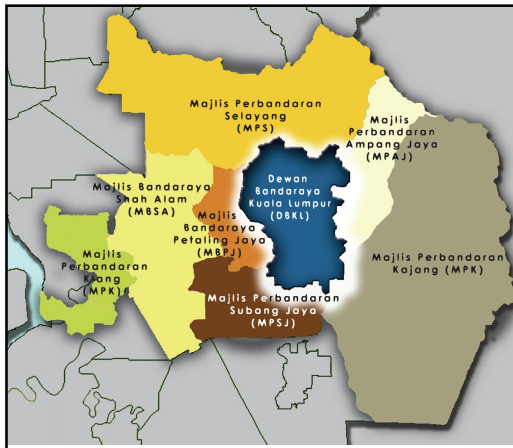 Majlis Perbandaran
Selayang
(MPS)
Majlis
Perbandaran
Ampang Jaya
(MPAJ)
Dewan
Bandaraya
Kuala Lumpur
(DBKL)
Majlis Bandaraya
Shah Alam
(MBSA)
Majlis
Bandaraya
Petaling Jaya
(MBPJ)
Majlis
Perbandaran
Klang
(MPK)
Majlis Perbandaran
Kajang (MPK)
Majlis Perbandaran
Subang Jaya
(MPSJ)